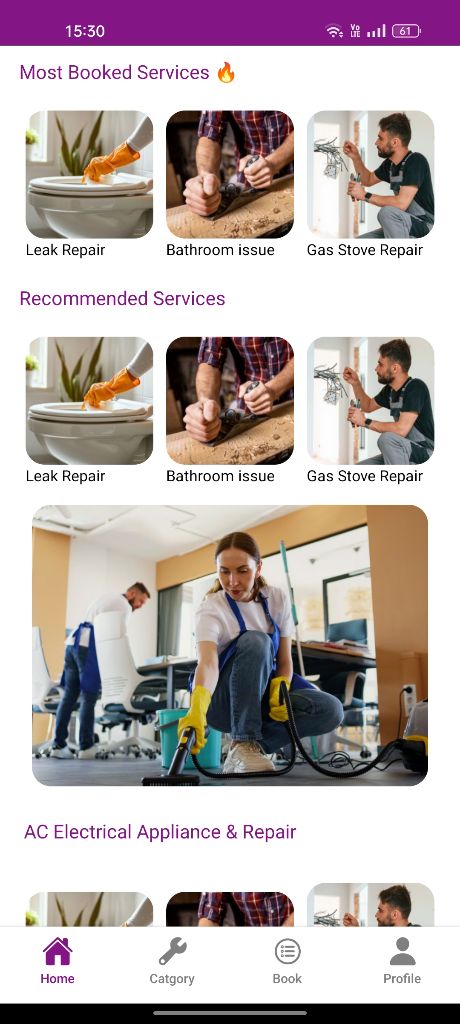 15:30
Vo
LTE
61
Most Booked Services 🔥
Leak Repair
Bathroom issue
Gas Stove Repair
Recommended Services
Leak Repair
Bathroom issue
Gas Stove Repair
AC Electrical Appliance & Repair
Home
Catgory
Book
Profile